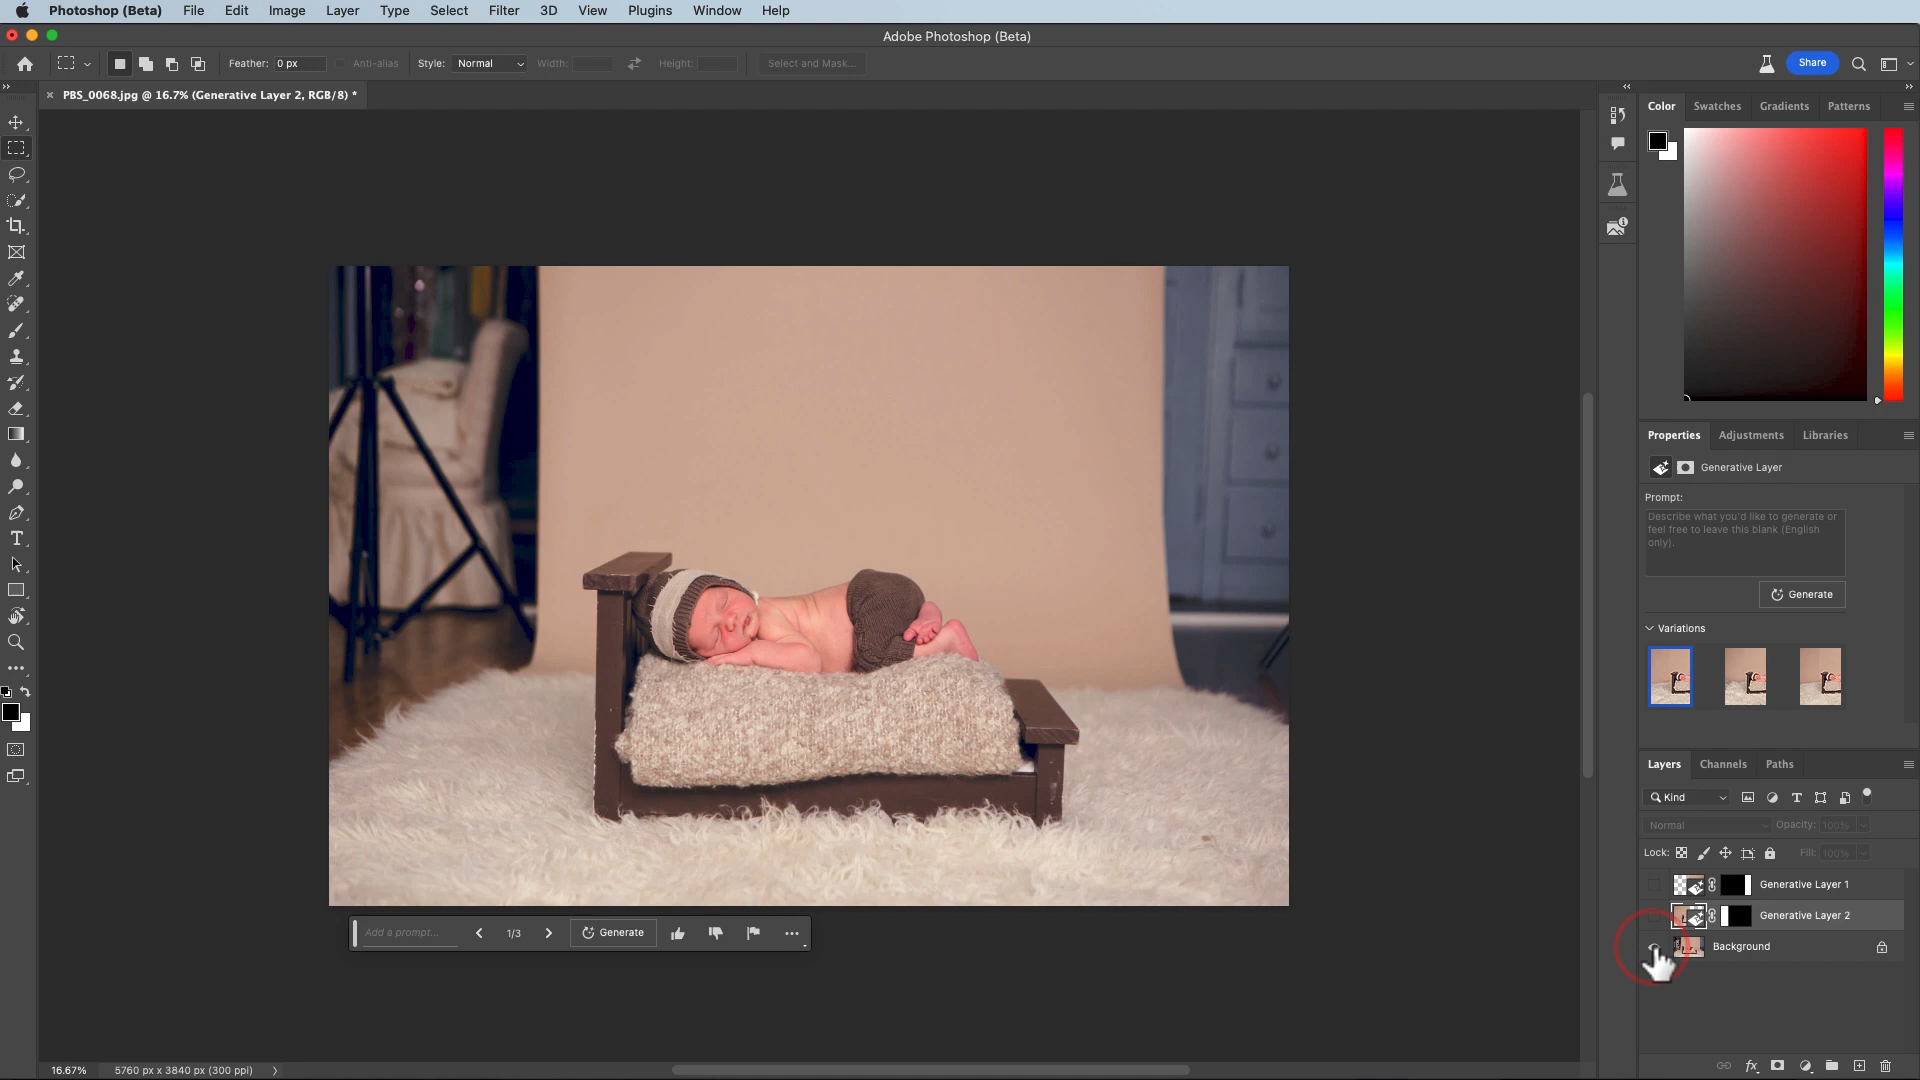 Photoshop (Beta) File Edit Image Layer Type Select Filter 3D View Plugins Window Help
Adobe Photoshop (Beta)
Feather: 0 px Anti-alias Style: Normal Width: Height: Select and Mask... Share
PBS_0068.jpg @ 16.7% (Generative Layer 2, RGB/8) *
Color Swatches Gradients Patterns
Properties Adjustments Libraries
Generative Layer
Prompt:
Describe what you'd like to generate or
feel free to leave this blank (English
only).
Generate
Variations
Layers Channels Paths
Kind
Normal Opacity: 100%
Lock: Fill: 100%
Generative Layer 1
Generative Layer 2
Background
Add a prompt... 1/3 Generate
16.67% 5760 px x 3840 px (300 ppi)